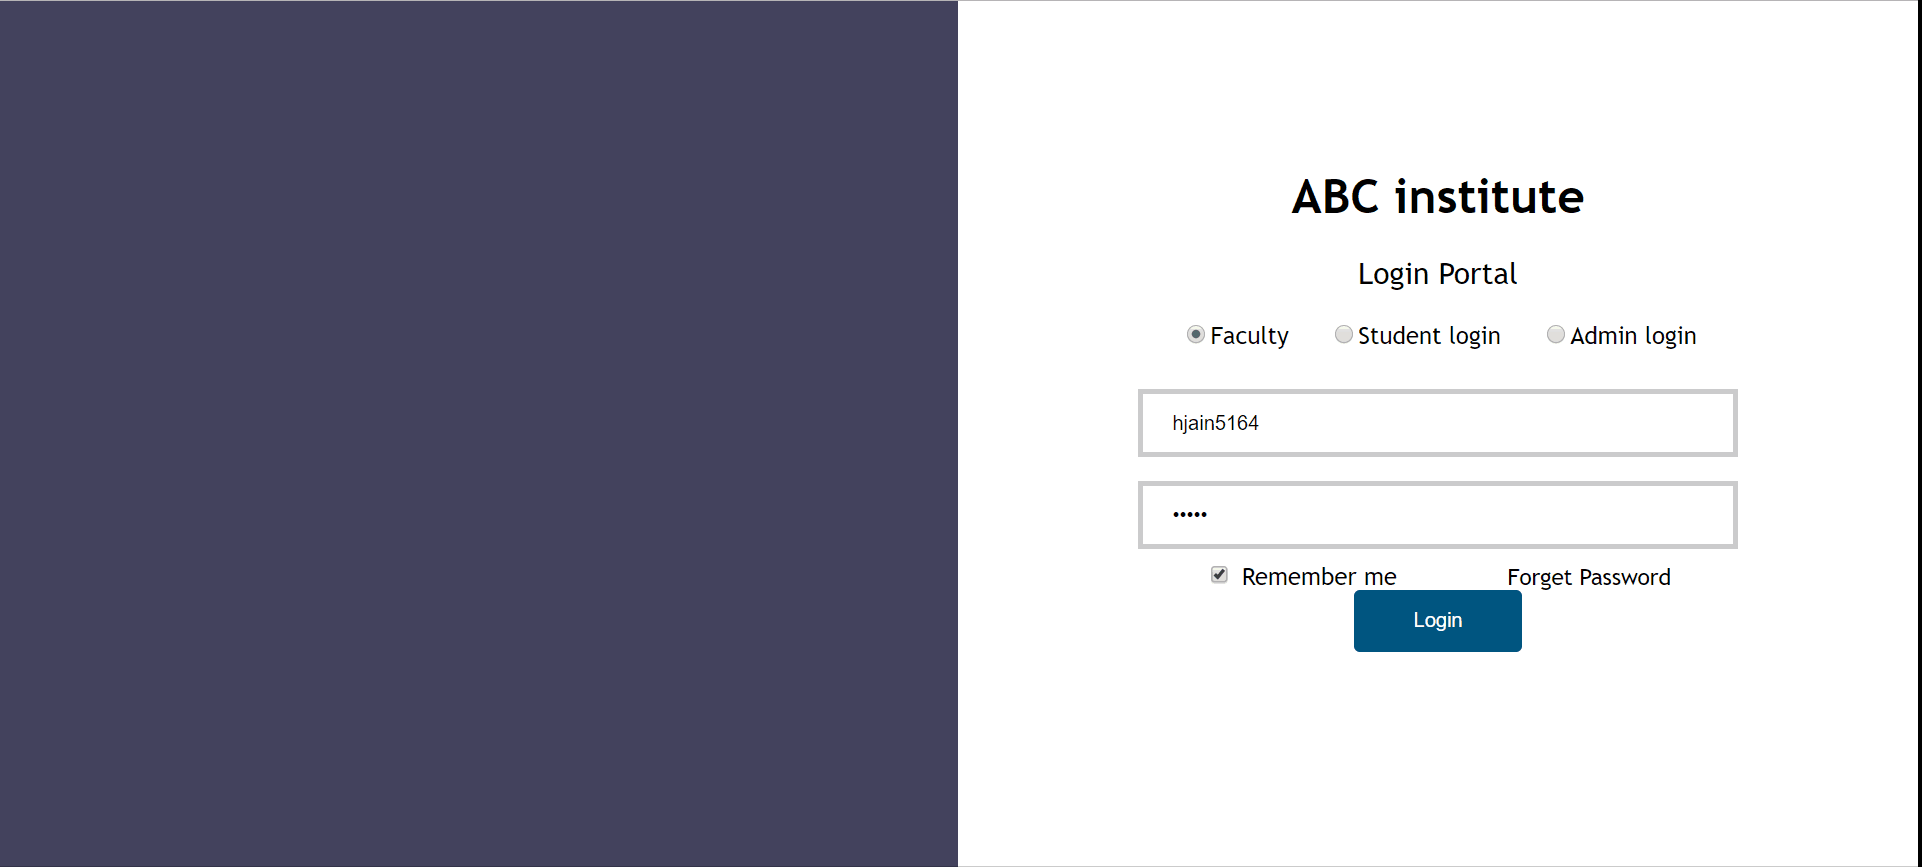 ABC institute
Login Portal
Faculty Student login Admin login
hjain5164
•••••
Remember me Forget Password
Login